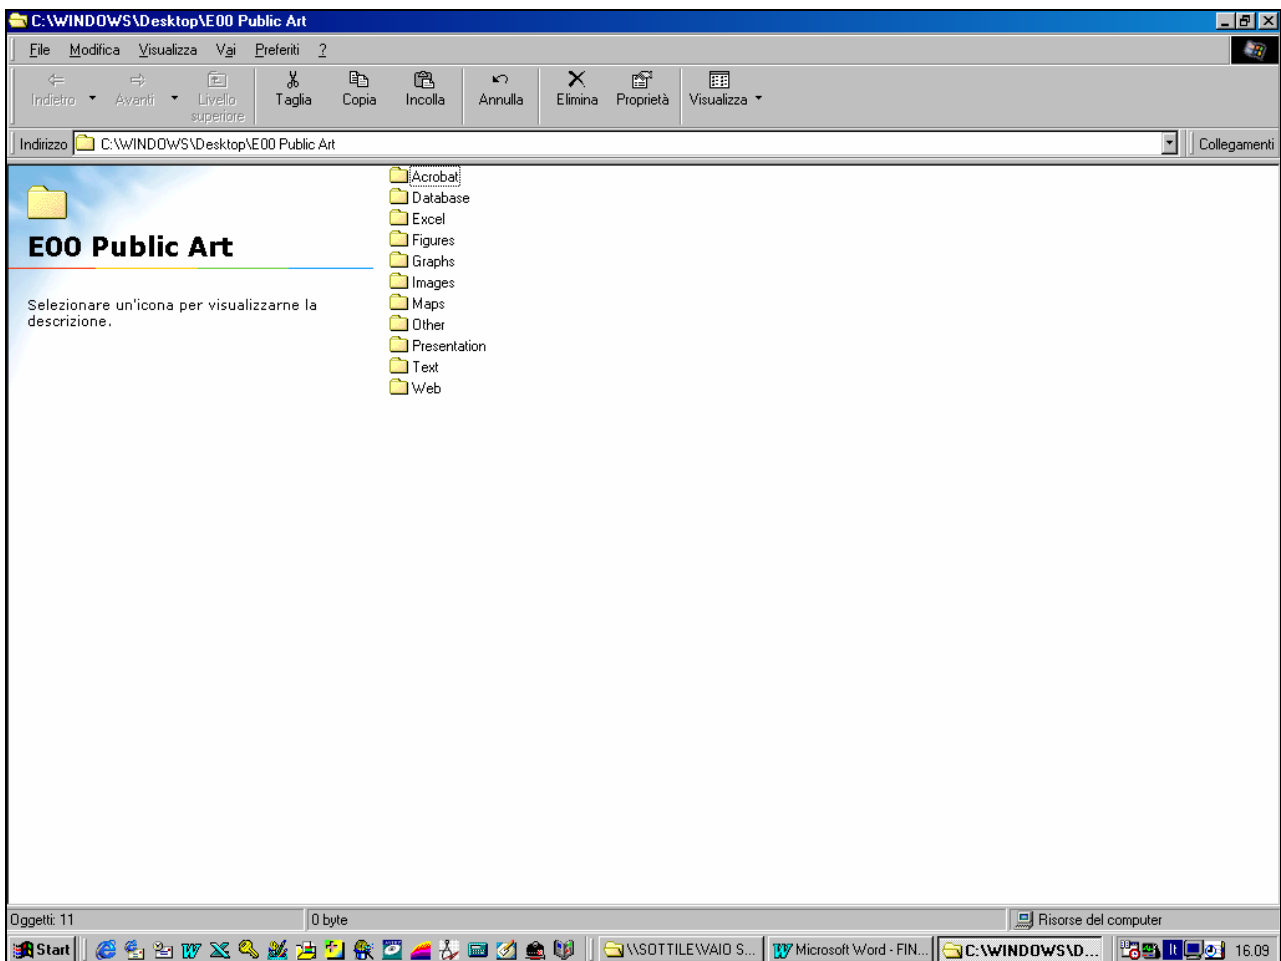 C:\WINDOWS\Desktop\E00 Public Art
File Modifica Visualizza Vai Preferiti ?
Indietro Avanti Livello superiore Taglia Copia Incolla Annulla Elimina Proprietà Visualizza
Indirizzo C:\WINDOWS\Desktop\E00 Public Art Collegamenti
E00 Public Art
Selezionare un'icona per visualizzarne la
descrizione.
Acrobat
Database
Excel
Figures
Graphs
Images
Maps
Other
Presentation
Text
Web
Oggetti: 11 0 byte Risorse del computer
Start \\SOTTILE\VAIO S... Microsoft Word - FIN... C:\WINDOWS\D... It 16.09